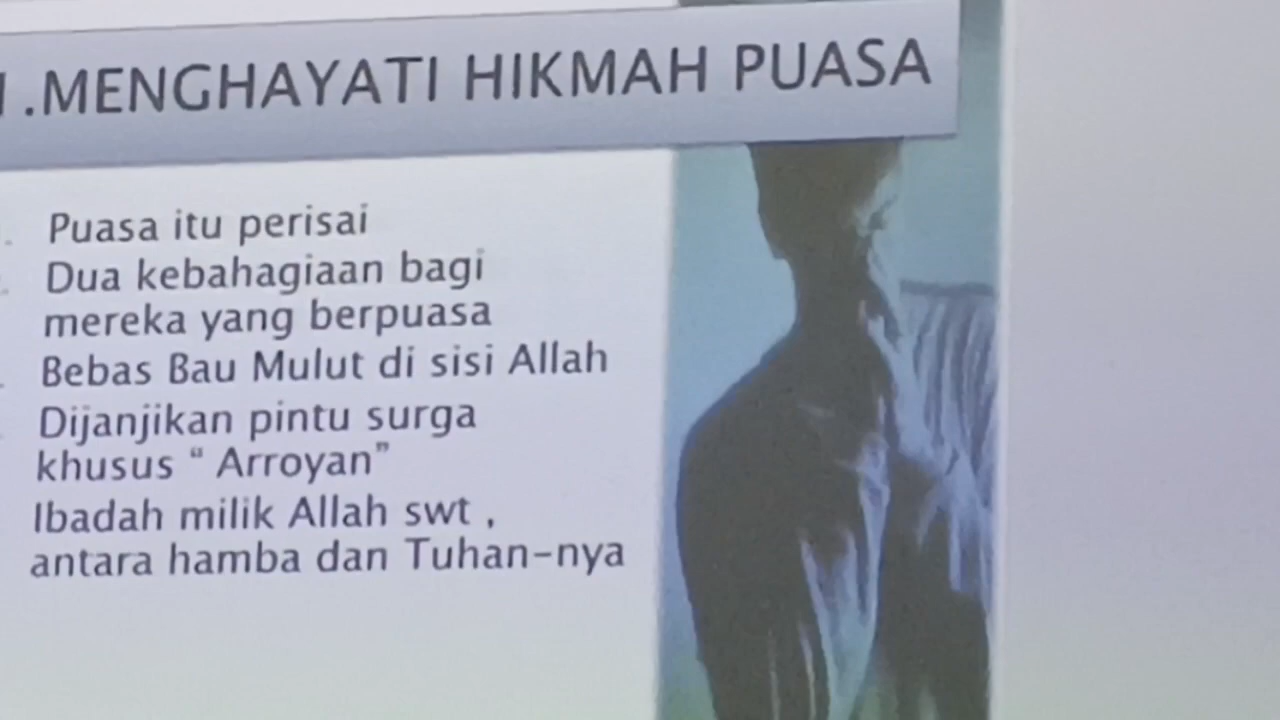 .MENGHAYATI HIKMAH PUASA
Puasa itu perisai
Dua kebahagiaan bagi
mereka yang berpuasa
Bebas Bau Mulut di sisi Allah
Dijanjikan pintu surga
khusus “ Arroyan”
Ibadah milik Allah swt ,
antara hamba dan Tuhan-nya